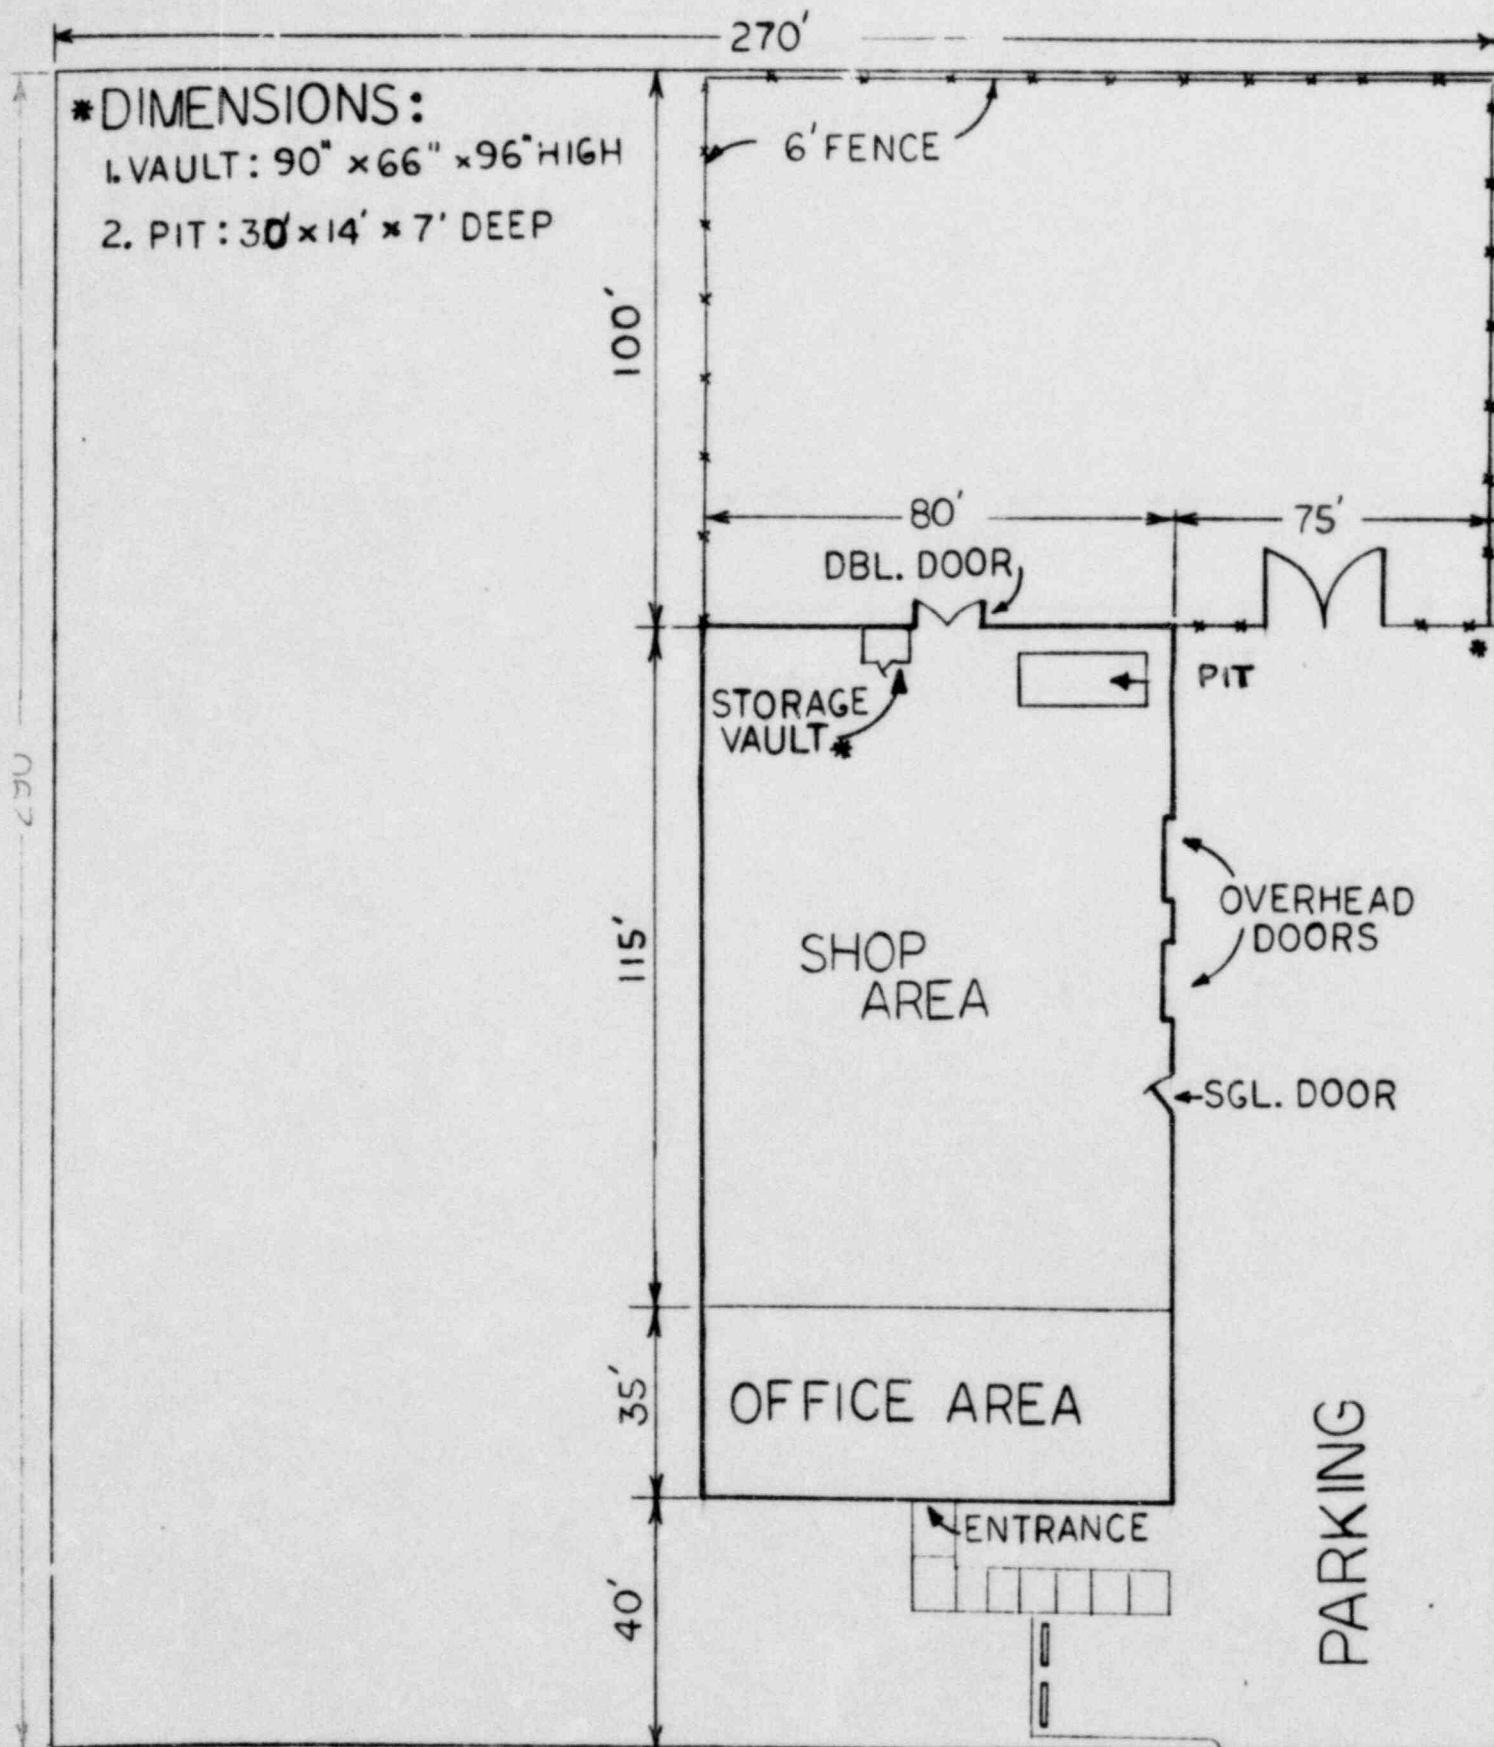 270'
*DIMENSIONS:
1. VAULT: 90" x 66" x 96" HIGH
2. PIT: 30' x 14' x 7' DEEP
6' FENCE
100'
80'
75'
DBL. DOOR
*
PIT
STORAGE
VAULT *
OVERHEAD
DOORS
115'
SHOP
AREA
SGL. DOOR
35'
OFFICE AREA
ENTRANCE
PARKING
40'